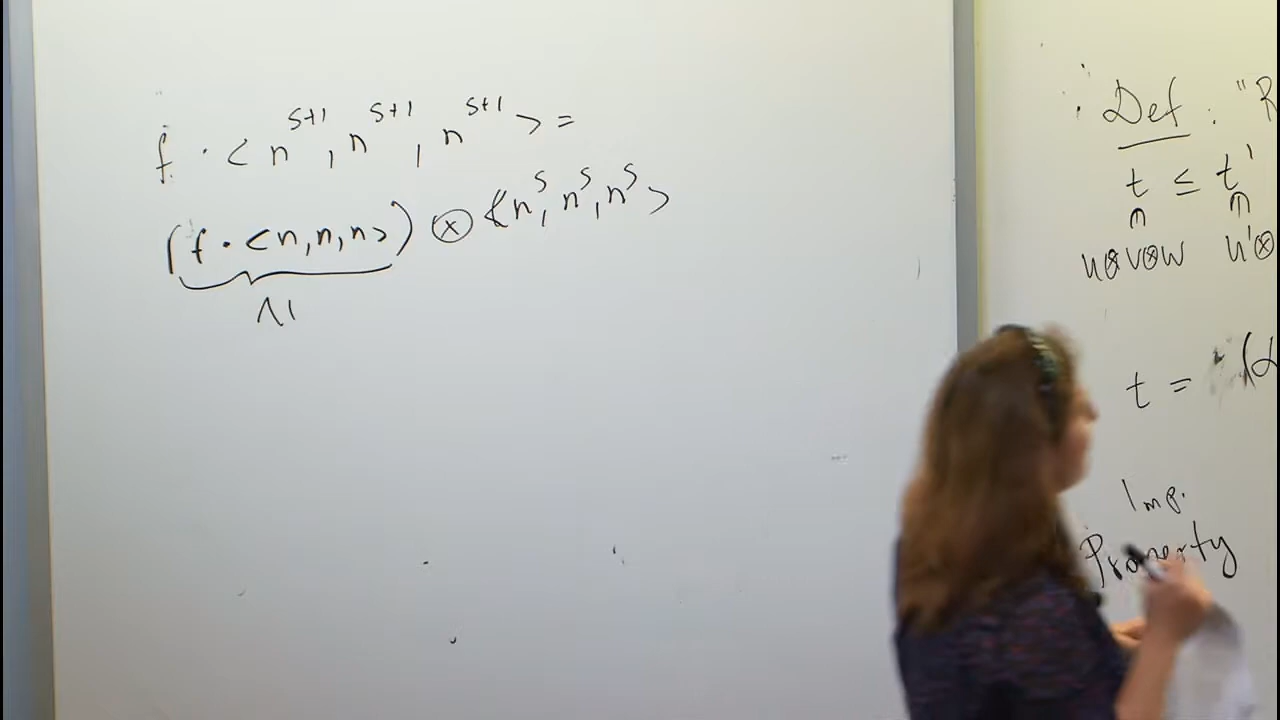 f · < n^{s+1}, n^{s+1}, n^{s+1} > =
(f · <n,n,n>) ⊗ <n^s, n^s, n^s >
∧ı
Def : "R
t ≤ t'
∩ ∩
u⊗v⊗w u'⊗
t =
Imp.
Property